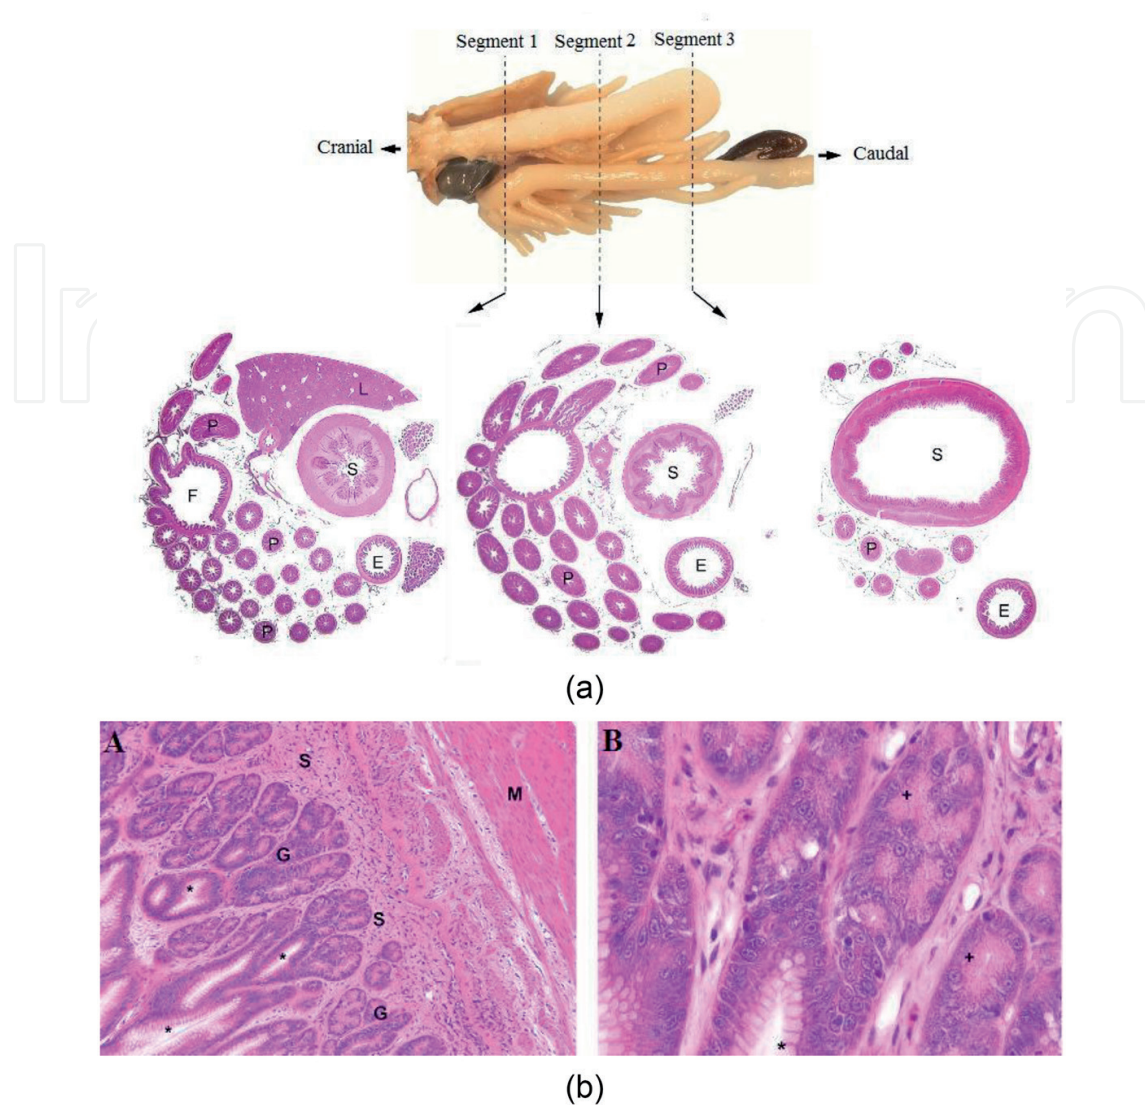 Segment 1 Segment 2 Segment 3
Cranial
Caudal
L
P
S
F
P
E
P
P
S
E
P
S
P
E
(a)
A
S
M
G
*
S
*
G
*
B
+
+
*
(b)